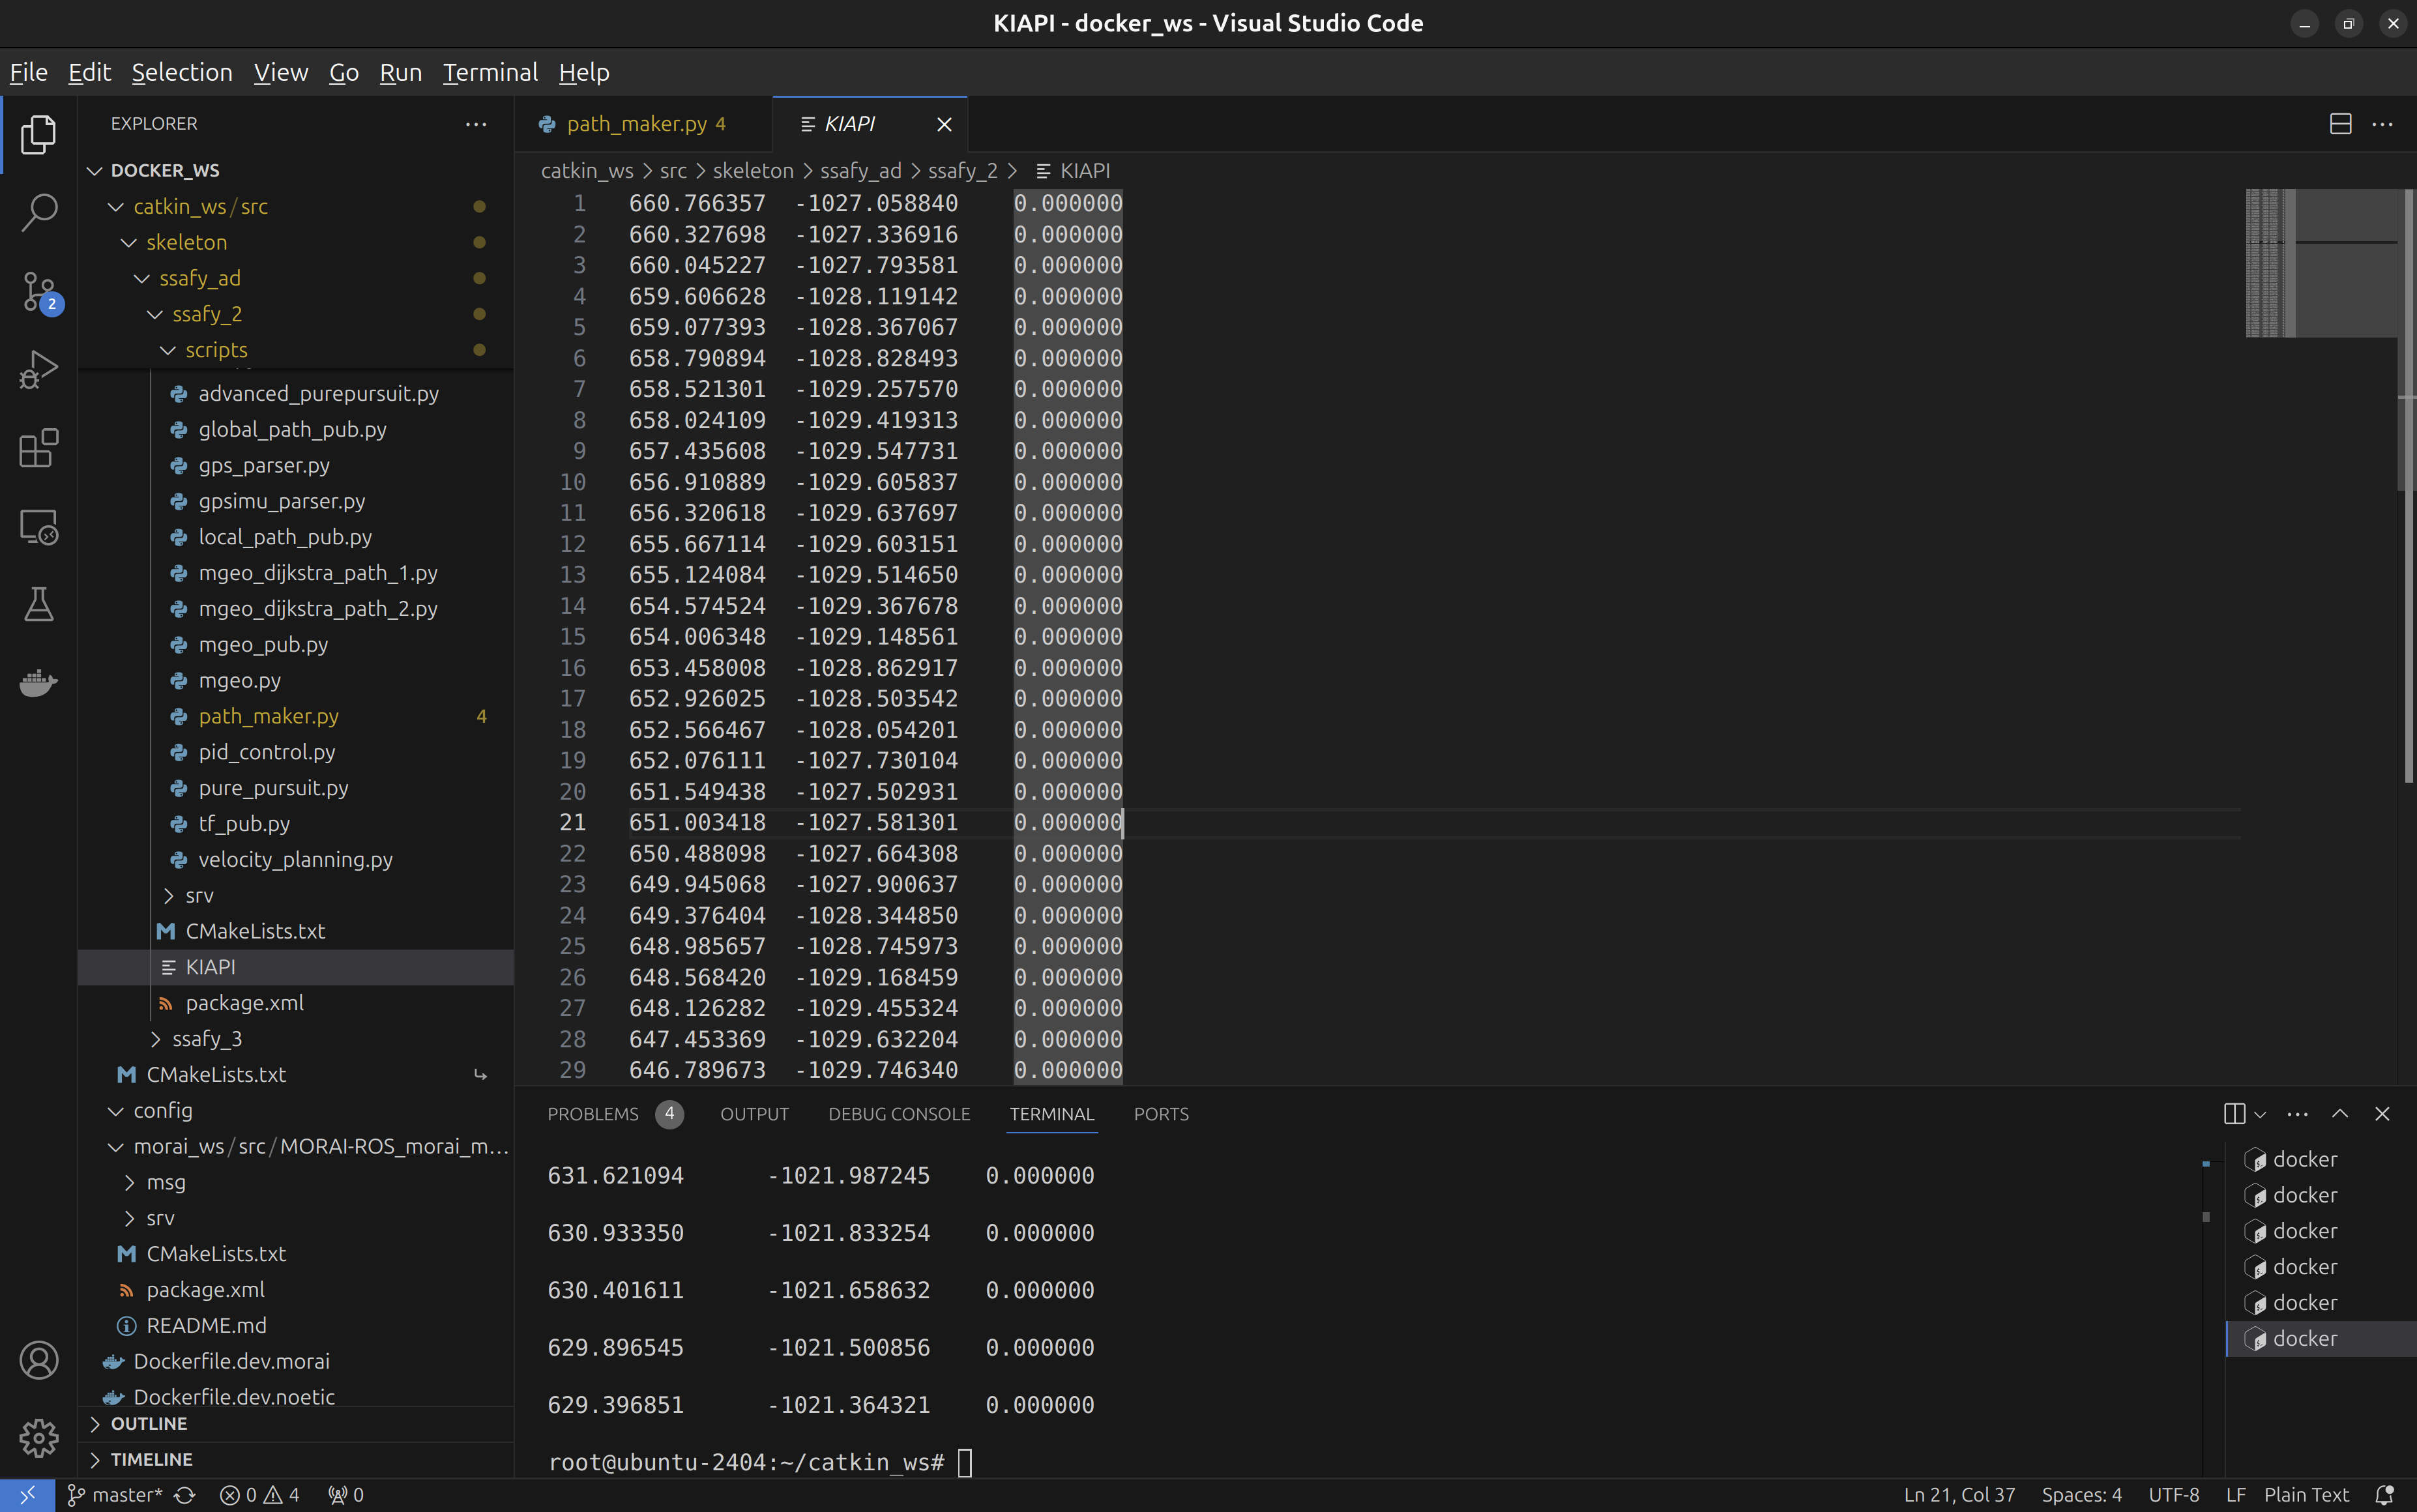 KIAPI - docker_ws - Visual Studio Code
File Edit Selection View Go Run Terminal Help
EXPLORER
DOCKER_WS
catkin_ws/src
skeleton
ssafy_ad
ssafy_2
scripts
advanced_purepursuit.py
global_path_pub.py
gps_parser.py
gpsimu_parser.py
local_path_pub.py
mgeo_dijkstra_path_1.py
mgeo_dijkstra_path_2.py
mgeo_pub.py
mgeo.py
path_maker.py 4
pid_control.py
pure_pursuit.py
tf_pub.py
velocity_planning.py
srv
CMakeLists.txt
KIAPI
package.xml
ssafy_3
CMakeLists.txt
config
morai_ws/src/MORAI-ROS_morai_m...
msg
srv
CMakeLists.txt
package.xml
README.md
Dockerfile.dev.morai
Dockerfile.dev.noetic
OUTLINE
TIMELINE
2
path_maker.py 4 KIAPI
catkin_ws > src > skeleton > ssafy_ad > ssafy_2 > KIAPI
1 660.766357 -1027.058840 0.000000
2 660.327698 -1027.336916 0.000000
3 660.045227 -1027.793581 0.000000
4 659.606628 -1028.119142 0.000000
5 659.077393 -1028.367067 0.000000
6 658.790894 -1028.828493 0.000000
7 658.521301 -1029.257570 0.000000
8 658.024109 -1029.419313 0.000000
9 657.435608 -1029.547731 0.000000
10 656.910889 -1029.605837 0.000000
11 656.320618 -1029.637697 0.000000
12 655.667114 -1029.603151 0.000000
13 655.124084 -1029.514650 0.000000
14 654.574524 -1029.367678 0.000000
15 654.006348 -1029.148561 0.000000
16 653.458008 -1028.862917 0.000000
17 652.926025 -1028.503542 0.000000
18 652.566467 -1028.054201 0.000000
19 652.076111 -1027.730104 0.000000
20 651.549438 -1027.502931 0.000000
21 651.003418 -1027.581301 0.000000
22 650.488098 -1027.664308 0.000000
23 649.945068 -1027.900637 0.000000
24 649.376404 -1028.344850 0.000000
25 648.985657 -1028.745973 0.000000
26 648.568420 -1029.168459 0.000000
27 648.126282 -1029.455324 0.000000
28 647.453369 -1029.632204 0.000000
29 646.789673 -1029.746340 0.000000
PROBLEMS 4 OUTPUT DEBUG CONSOLE TERMINAL PORTS
631.621094 -1021.987245 0.000000
630.933350 -1021.833254 0.000000
630.401611 -1021.658632 0.000000
629.896545 -1021.500856 0.000000
629.396851 -1021.364321 0.000000
root@ubuntu-2404:~/catkin_ws#
docker
docker
docker
docker
docker
docker
master* 0 4 0 Ln 21, Col 37 Spaces: 4 UTF-8 LF Plain Text